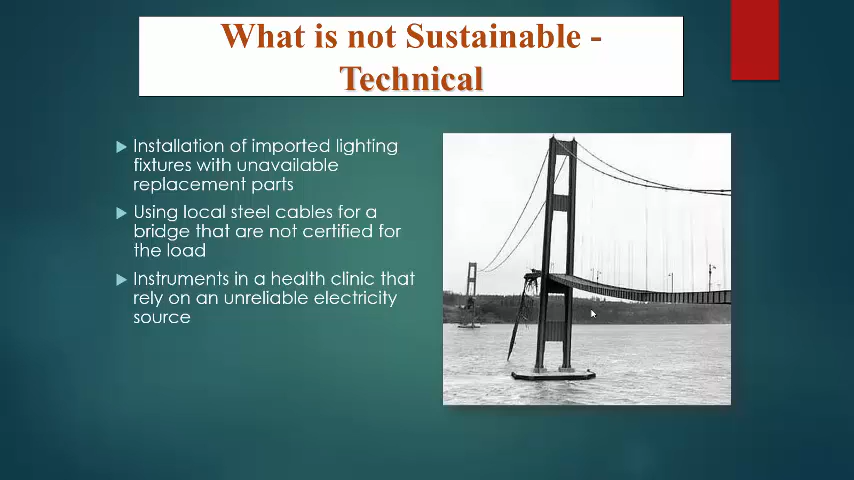 What is not Sustainable -
Technical
Installation of imported lighting
fixtures with unavailable
replacement parts
Using local steel cables for a
bridge that are not certified for
the load
Instruments in a health clinic that
rely on an unreliable electricity
source